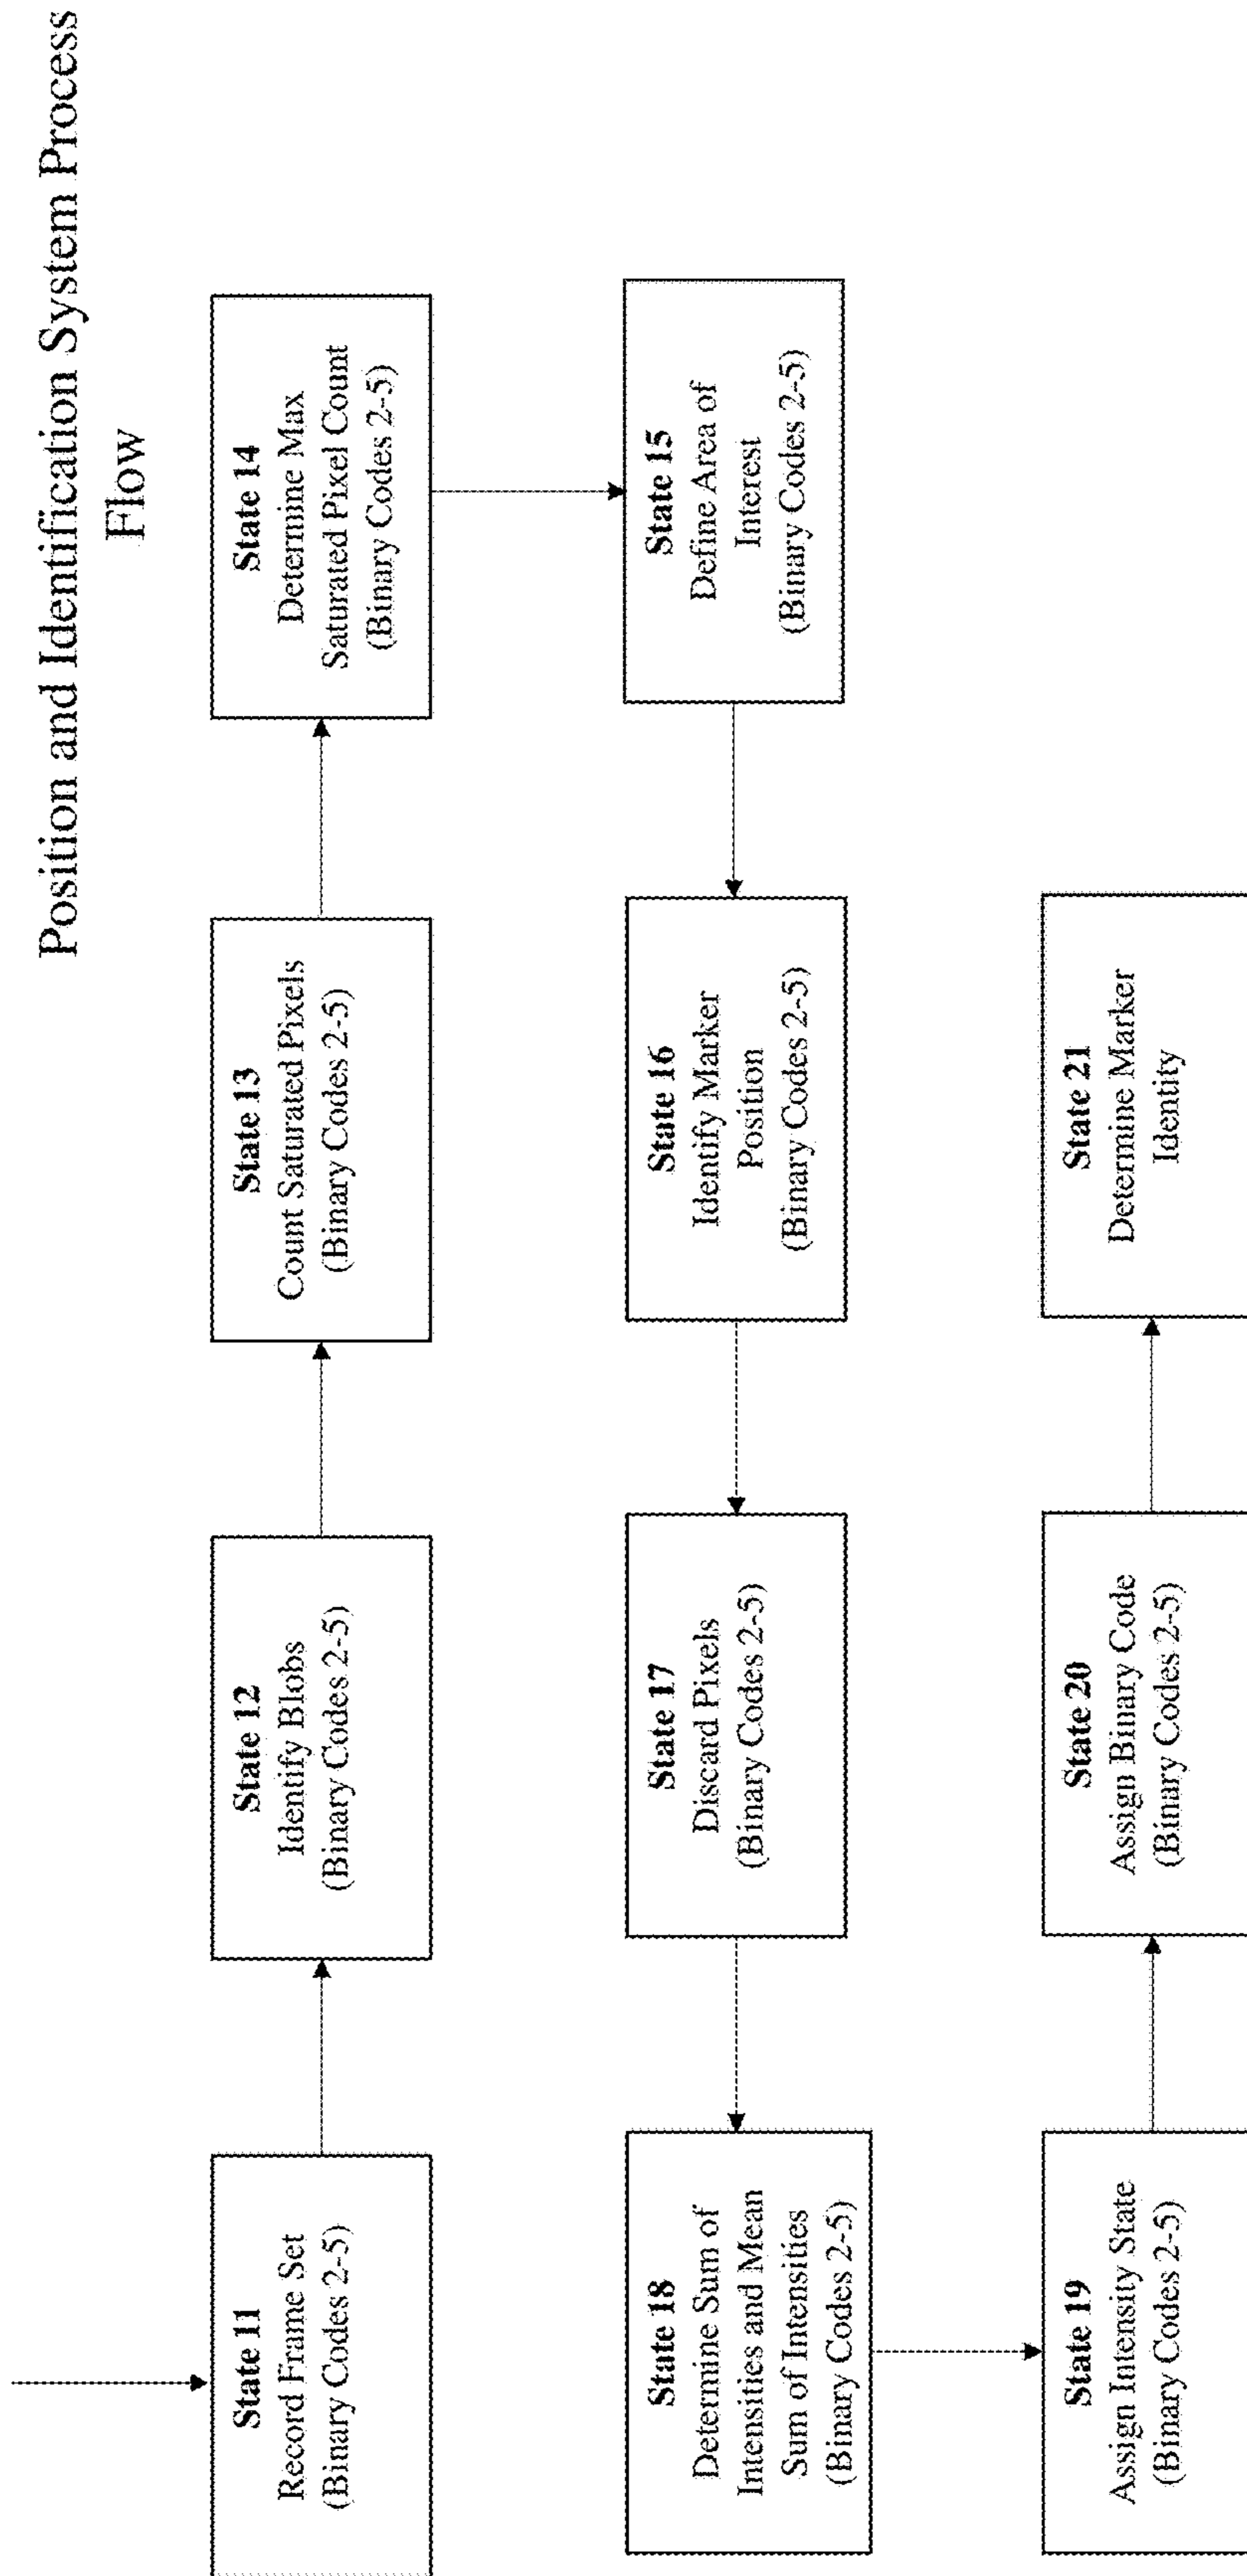 Position and Identification System Process
Flow
State 11
Record Frame Set
(Binary Codes 2-5)
State 12
Identify Blobs
(Binary Codes 2-5)
State 13
Count Saturated Pixels
(Binary Codes 2-5)
State 14
Determine Max
Saturated Pixel Count
(Binary Codes 2-5)
State 15
Define Area of
Interest
(Binary Codes 2-5)
State 16
Identify Marker
Position
(Binary Codes 2-5)
State 17
Discard Pixels
(Binary Codes 2-5)
State 18
Determine Sum of
Intensities and Mean
Sum of Intensities
(Binary Codes 2-5)
State 19
Assign Intensity State
(Binary Codes 2-5)
State 20
Assign Binary Code
(Binary Codes 2-5)
State 21
Determine Marker
Identity